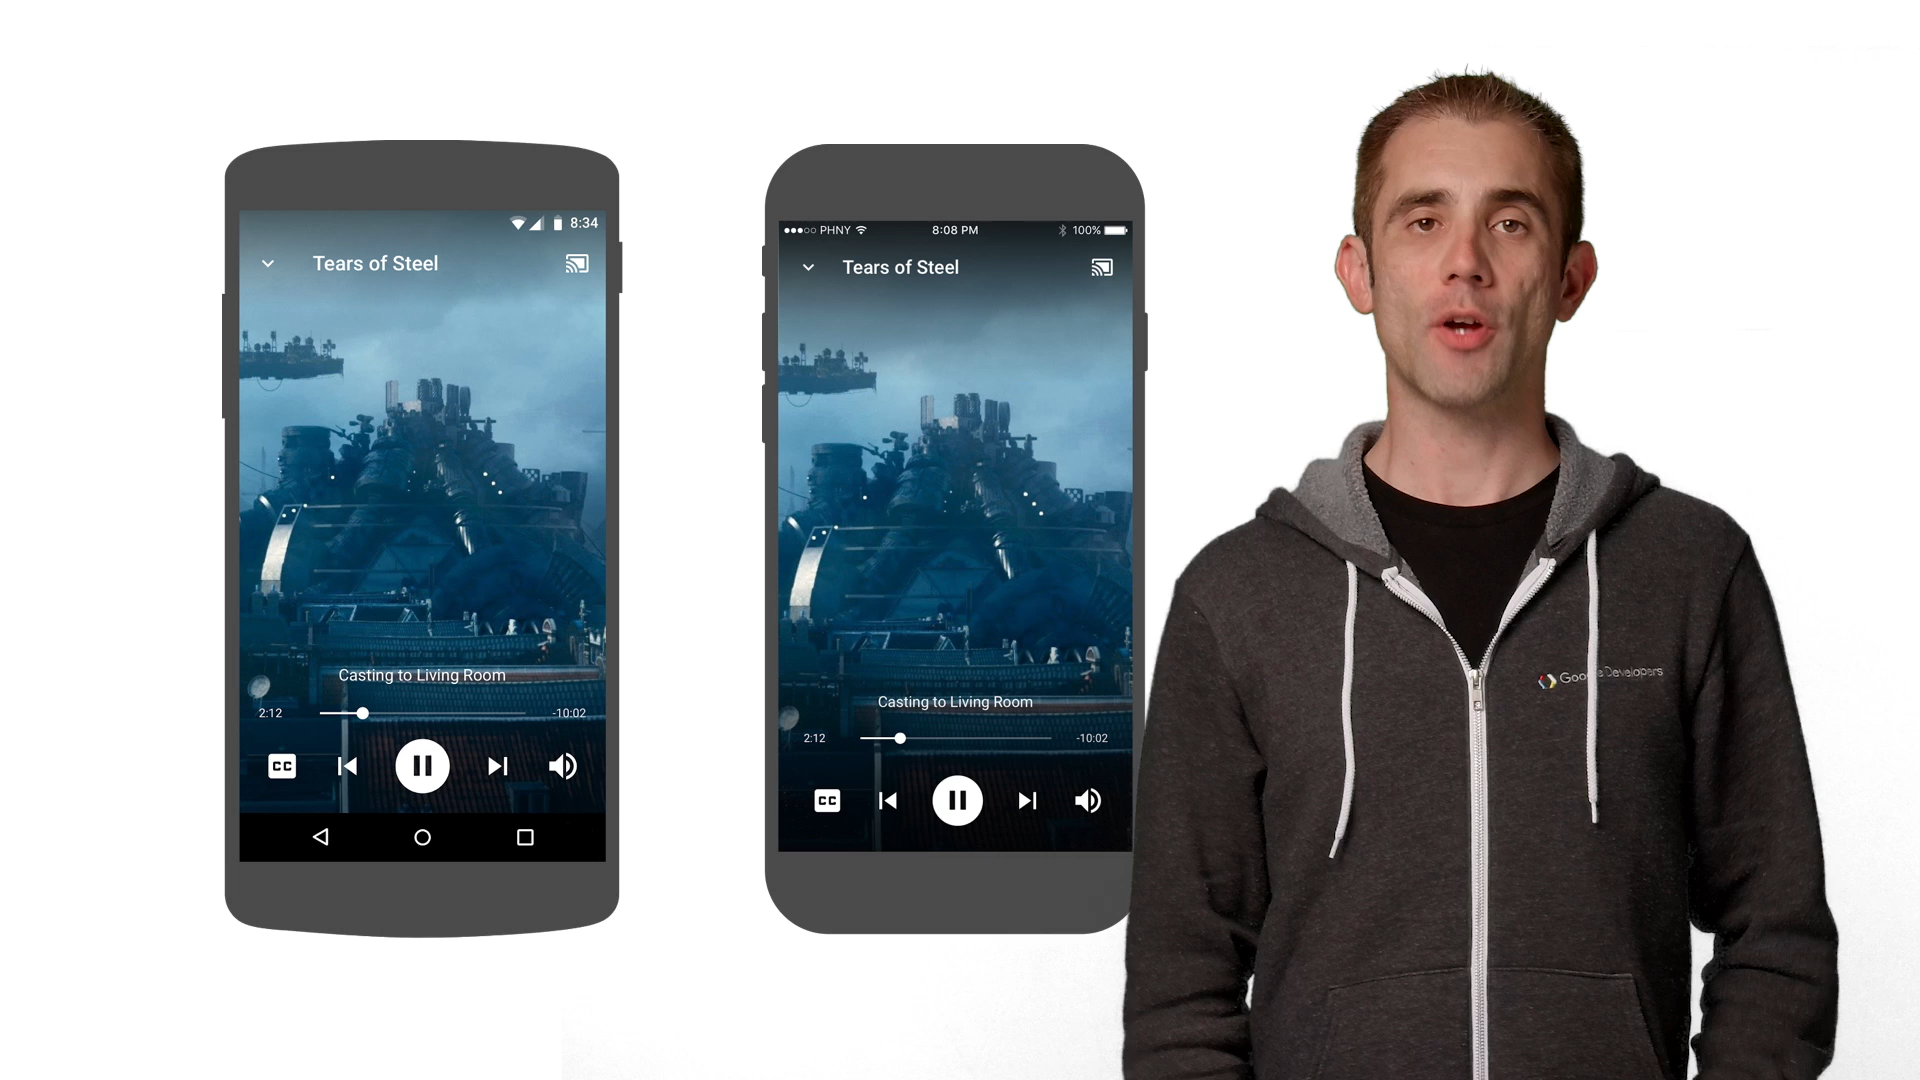 8:34
Tears of Steel
Casting to Living Room
2:12
-10:02
CC
PHNY
8:08 PM
100%
Tears of Steel
Casting to Living Room
2:12
-10:02
CC
Developers